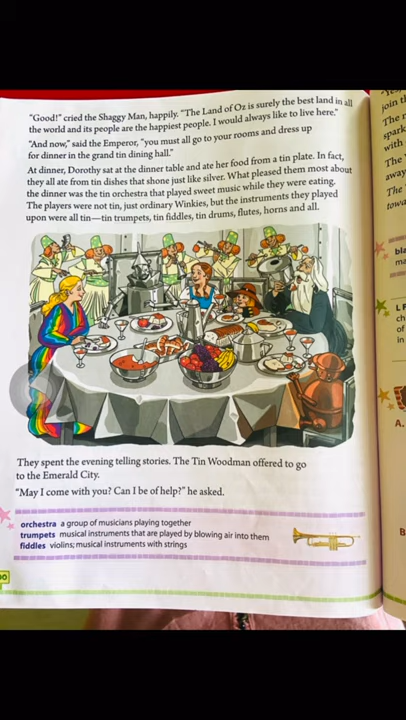 "Good!" cried the Shaggy Man, happily. "The Land of Oz is surely the best land in all
the world and its people are the happiest people. I would always like to live here."
"And now," said the Emperor, "you must all go to your rooms and dress up
for dinner in the grand tin dining hall."
At dinner, Dorothy sat at the dinner table and ate her food from a tin plate. In fact,
they all ate from tin dishes that shone just like silver. What pleased them most about
the dinner was the tin orchestra that played sweet music while they were eating.
The players were not tin, just ordinary Winkies, but the instruments they played
upon were all tin—tin trumpets, tin fiddles, tin drums, flutes, horns and all.
They spent the evening telling stories. The Tin Woodman offered to go
to the Emerald City.
"May I come with you? Can I be of help?" he asked.
orchestra a group of musicians playing together
trumpets musical instruments that are played by blowing air into them
fiddles violins; musical instruments with strings
join
The
spark
with
The
away
The
A.
B